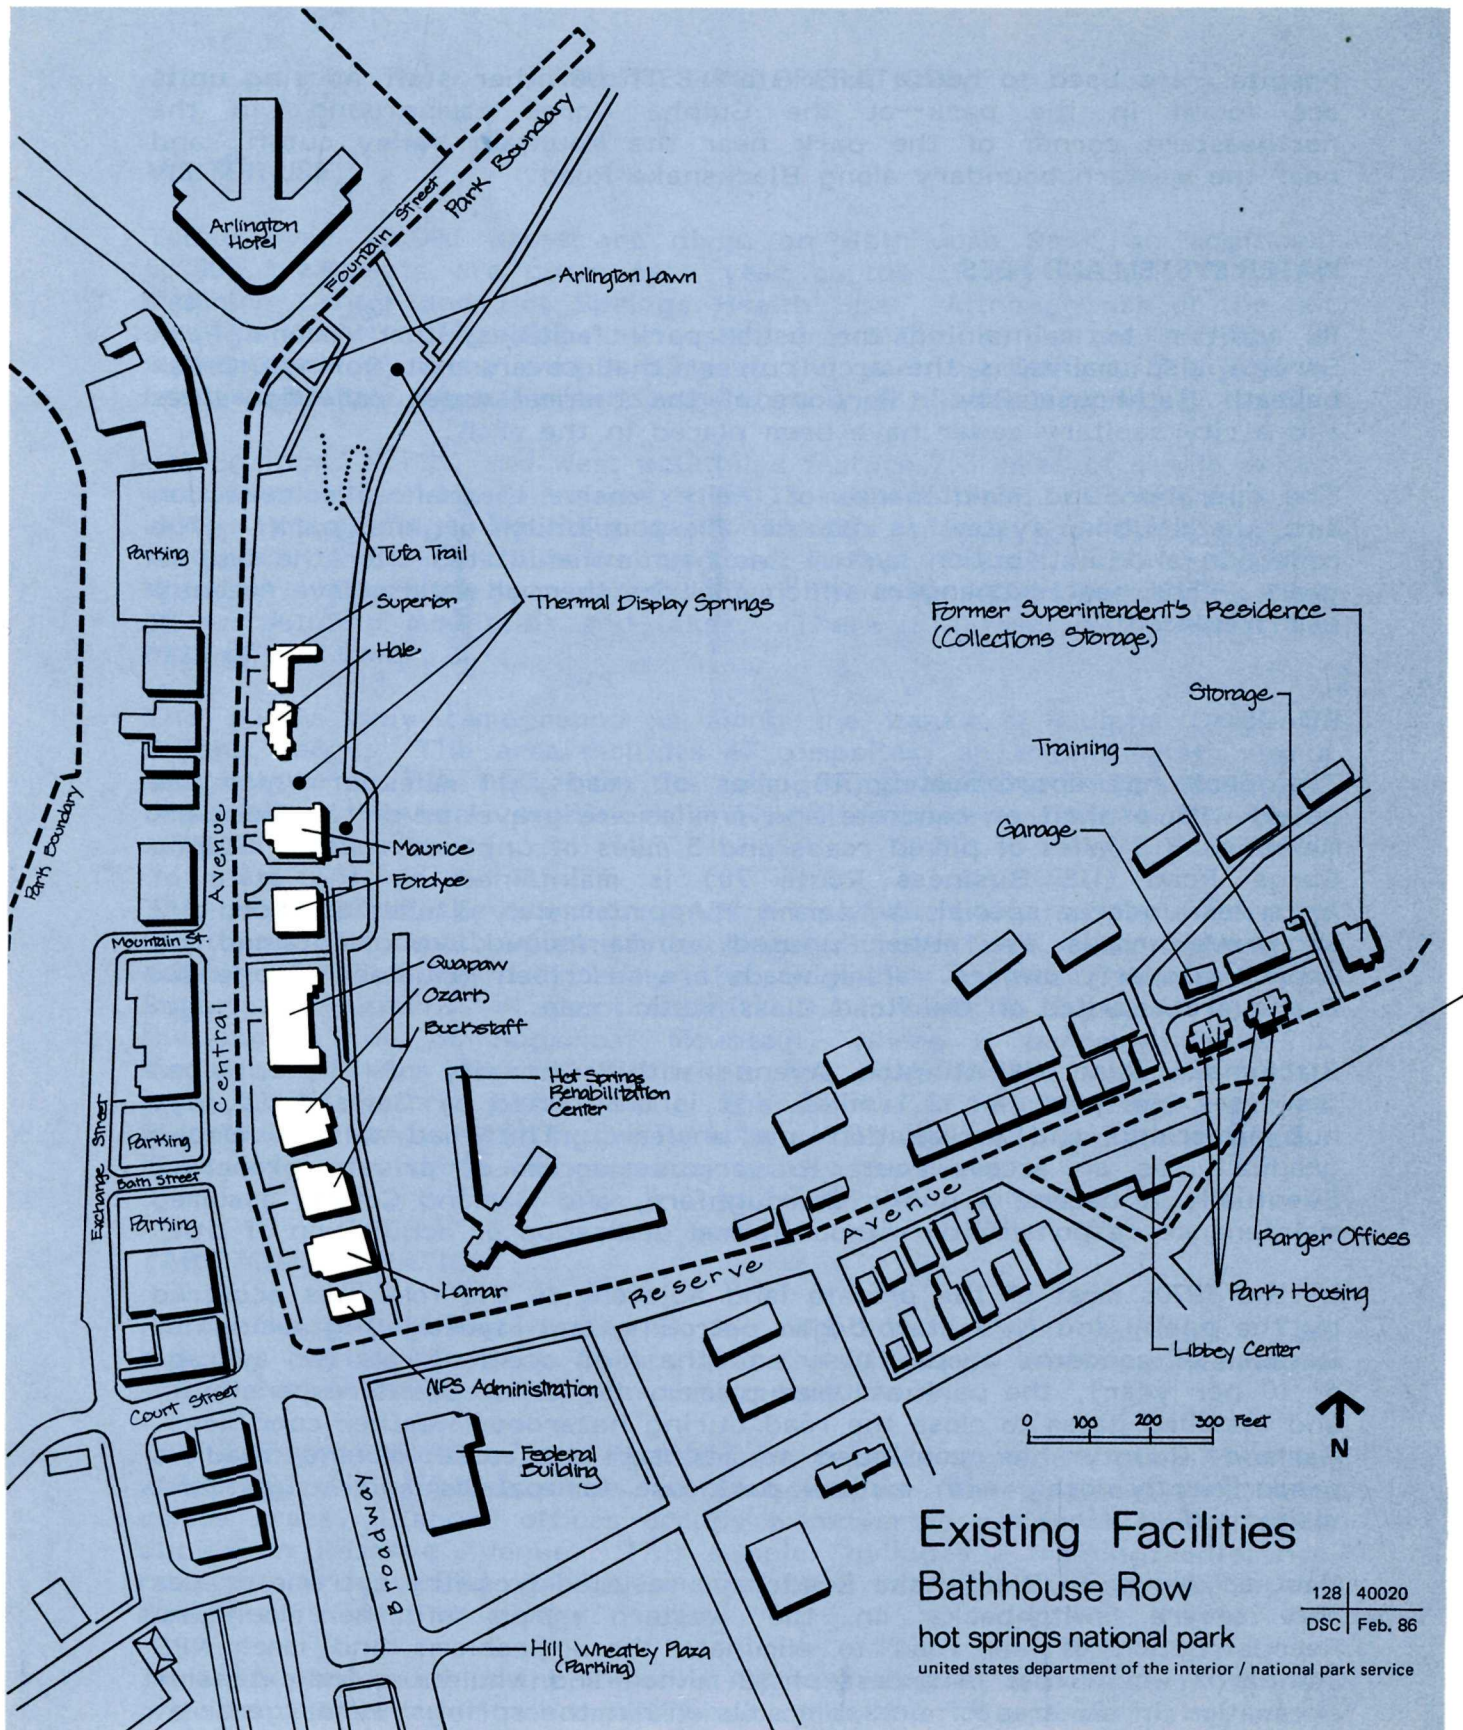 Arlington
Hotel
Fountain Street
Park Boundary
Arlington Lawn
Parking
Tufa Trail
Superior
Thermal Display Springs
Hale
Former Superintendent's Residence
(Collections Storage)
Storage
Training
Garage
Park Boundary
Central Avenue
Maurice
Fordyce
Mountain St.
Quapaw
Ozark
Buckstaff
Hot Springs
Rehabilitation
Center
Exchange Street
Parking
Bath Street
Parking
Reserve Avenue
Ranger Offices
Park Housing
Lamar
Libbey Center
NPS Administration
Court Street
0 100 200 300 Feet
N
Federal
Building
Broadway
Hill Wheatley Plaza
(Parking)
Existing Facilities
Bathhouse Row
hot springs national park
united states department of the interior / national park service
128 | 40020
DSC | Feb. 86